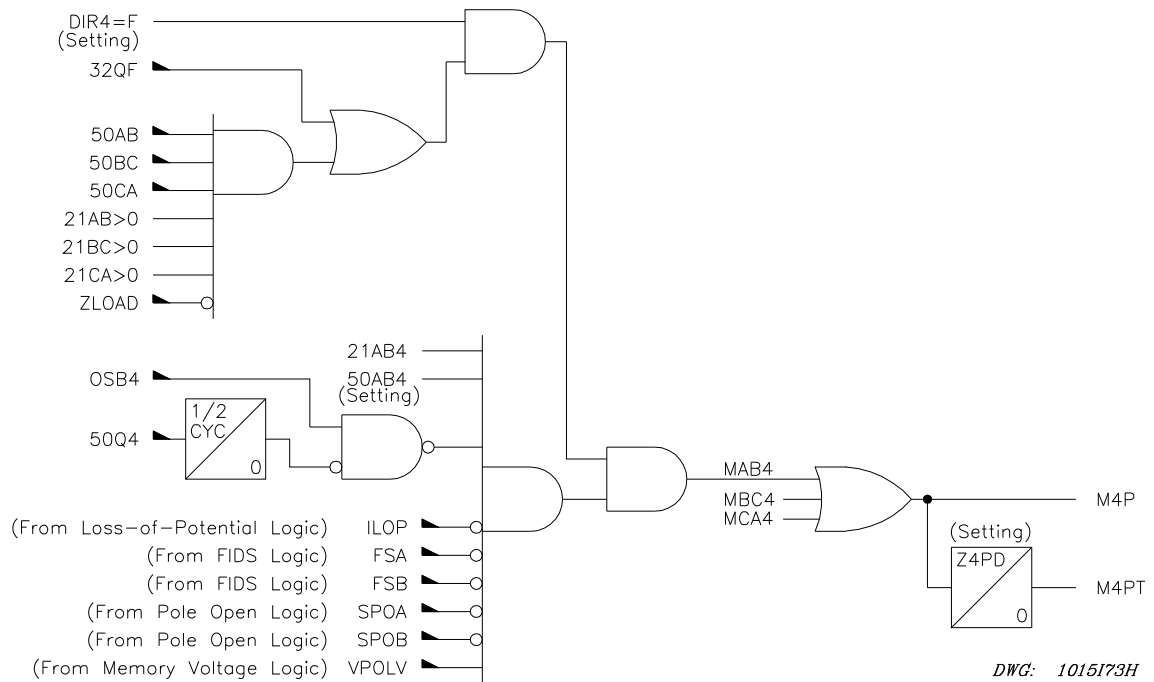 DIR4=F
(Setting)
32QF
50AB
50BC
50CA
21AB>0
21BC>0
21CA>0
ZLOAD
21AB4
OSB4
50AB4
(Setting)
1/2
CYC
50Q4
0
MAB4
MBC4
MCA4
M4P
(From Loss-of-Potential Logic) ILOP
(Setting)
(From FIDS Logic) FSA
Z4PD
(From FIDS Logic) FSB
M4PT
(From Pole Open Logic) SPOA
0
(From Pole Open Logic) SPOB
(From Memory Voltage Logic) VPOLV
DWG: 1015I73H